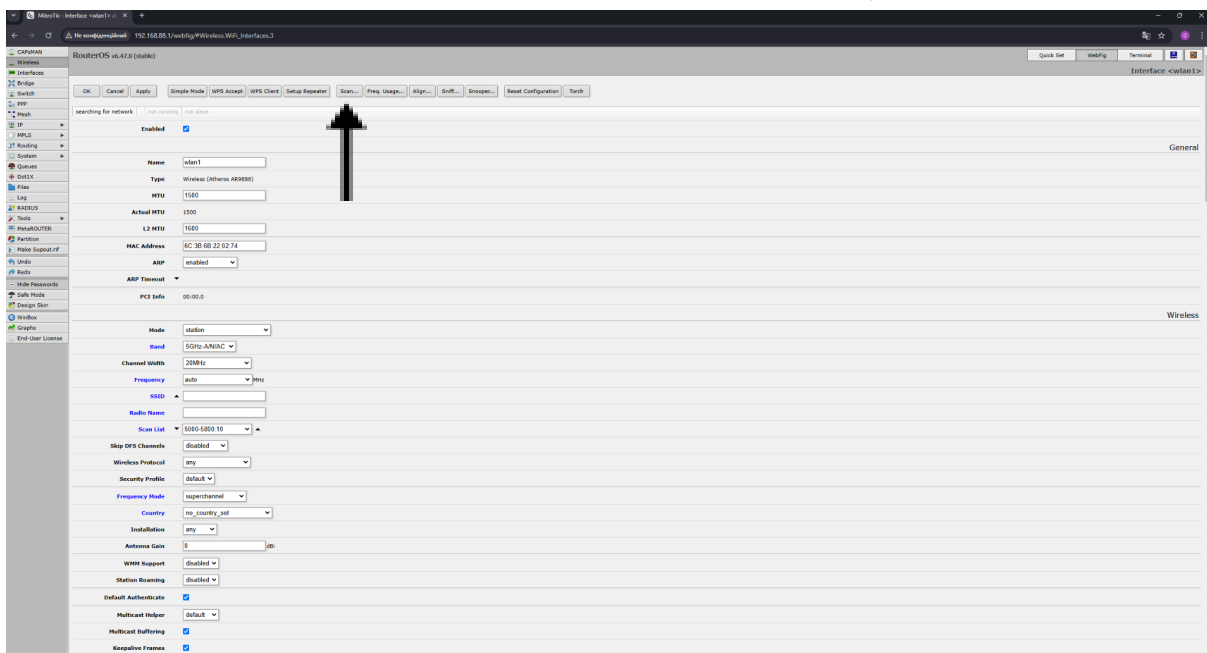 MikroTik - Interface <wlan1> a
Не конфіденційний 192.168.88.1/webfig/#Wireless.WiFi_Interfaces.3
CAPsMAN
Wireless
Interfaces
Bridge
Switch
PPP
Mesh
IP
MPLS
Routing
System
Queues
Dot1X
Files
Log
RADIUS
Tools
MetaROUTER
Partition
Make Supout.rif
Undo
Redo
Hide Passwords
Safe Mode
Design Skin
WinBox
Graphs
End-User License
RouterOS v6.47.8 (stable)
Quick Set WebFig Terminal
Interface <wlan1>
OK Cancel Apply Simple Mode WPS Accept WPS Client Setup Repeater Scan... Freq. Usage... Align... Sniff... Snooper... Reset Configuration Torch
searching for network not running not slave
Enabled
General
Name wlan1
Type Wireless (Atheros AR9888)
MTU 1500
Actual MTU 1500
L2 MTU 1600
MAC Address 6C:3B:6B:22:02:74
ARP enabled
ARP Timeout
PCI Info 00:00.0
Wireless
Mode station
Band 5GHz-A/N/AC
Channel Width 20MHz
Frequency auto MHz
SSID
Radio Name
Scan List 5000-5800:10
Skip DFS Channels disabled
Wireless Protocol any
Security Profile default
Frequency Mode superchannel
Country no_country_set
Installation any
Antenna Gain 0 dBi
WMM Support disabled
Station Roaming disabled
Default Authenticate
Multicast Helper default
Multicast Buffering
Keepalive Frames